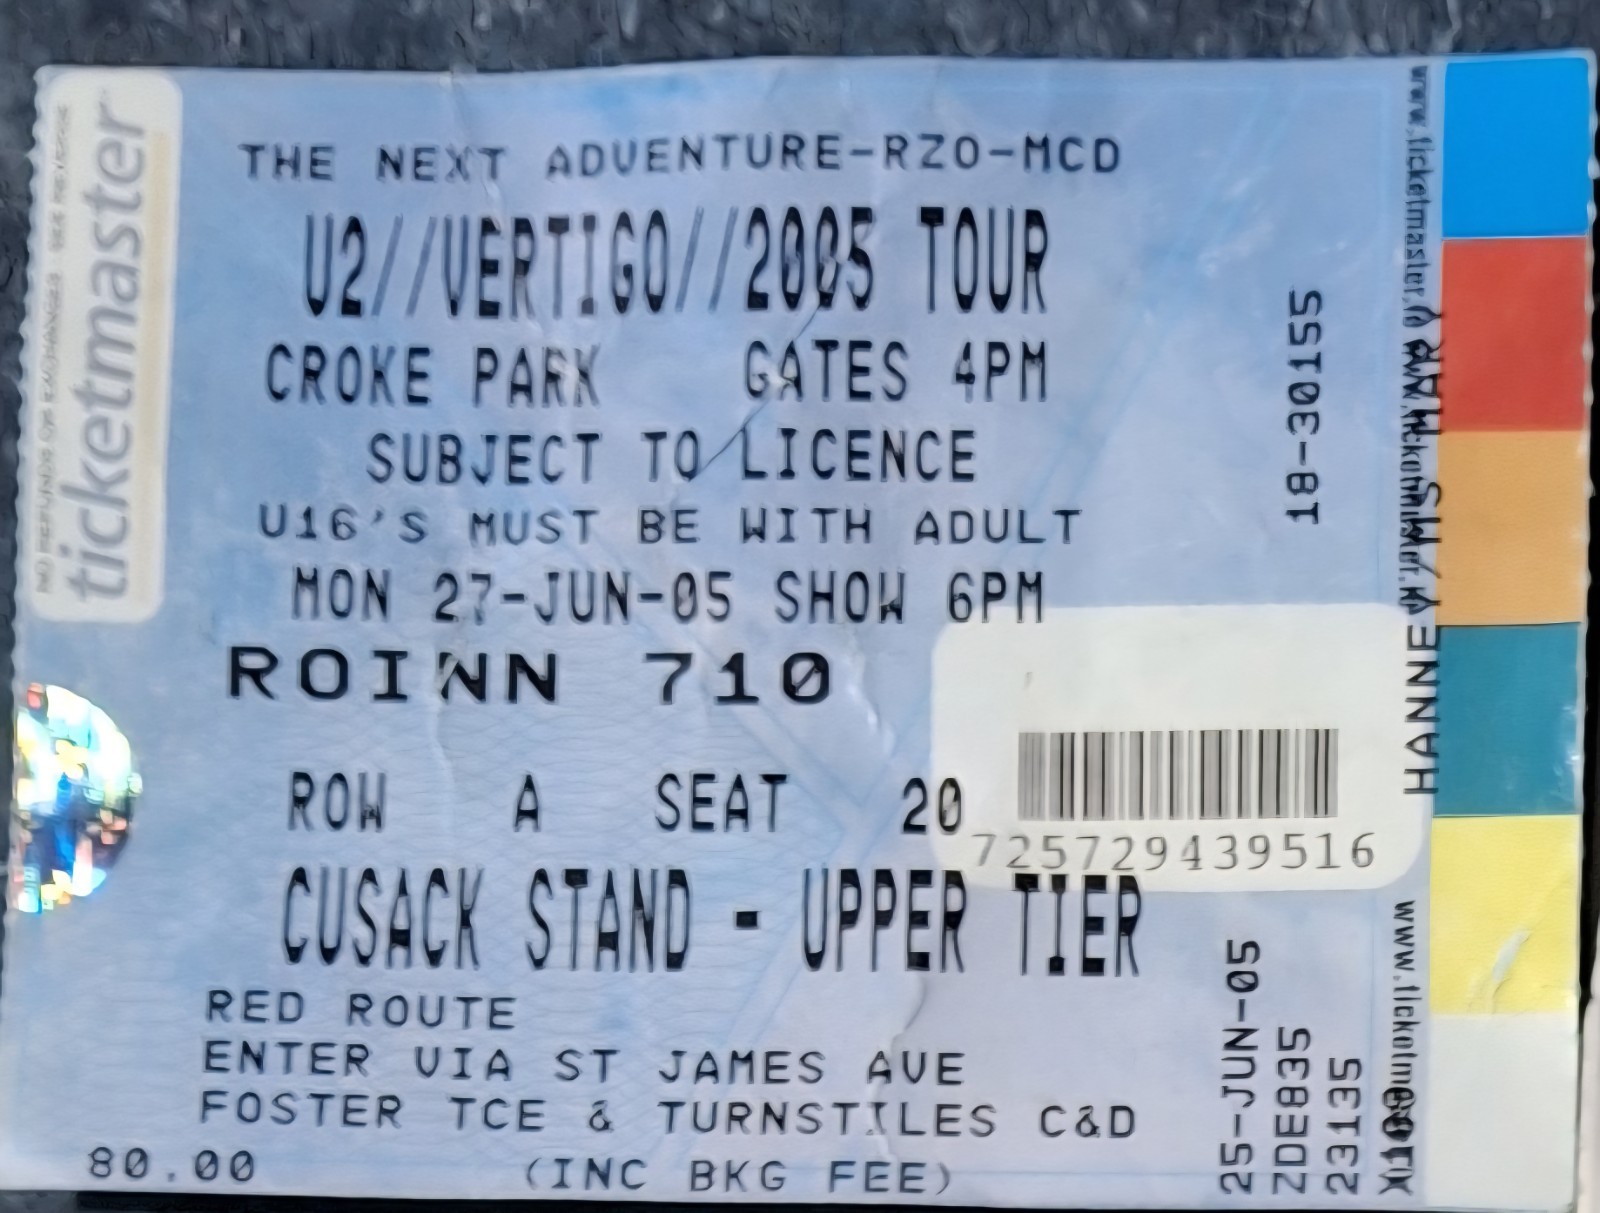 ticketmaster
THE NEXT ADVENTURE-RZO-MCD
U2//VERTIGO//2005 TOUR
CROKE PARK GATES 4PM
SUBJECT TO LICENCE
U16'S MUST BE WITH ADULT
MON 27-JUN-05 SHOW 6PM
ROINN 710
ROW A SEAT 20
725729439516
CUSACK STAND - UPPER TIER
RED ROUTE
ENTER VIA ST JAMES AVE
FOSTER TCE & TURNSTILES C&D
80.00 (INC BKG FEE)
18-30155
25-JUN-05
ZDE835
23135